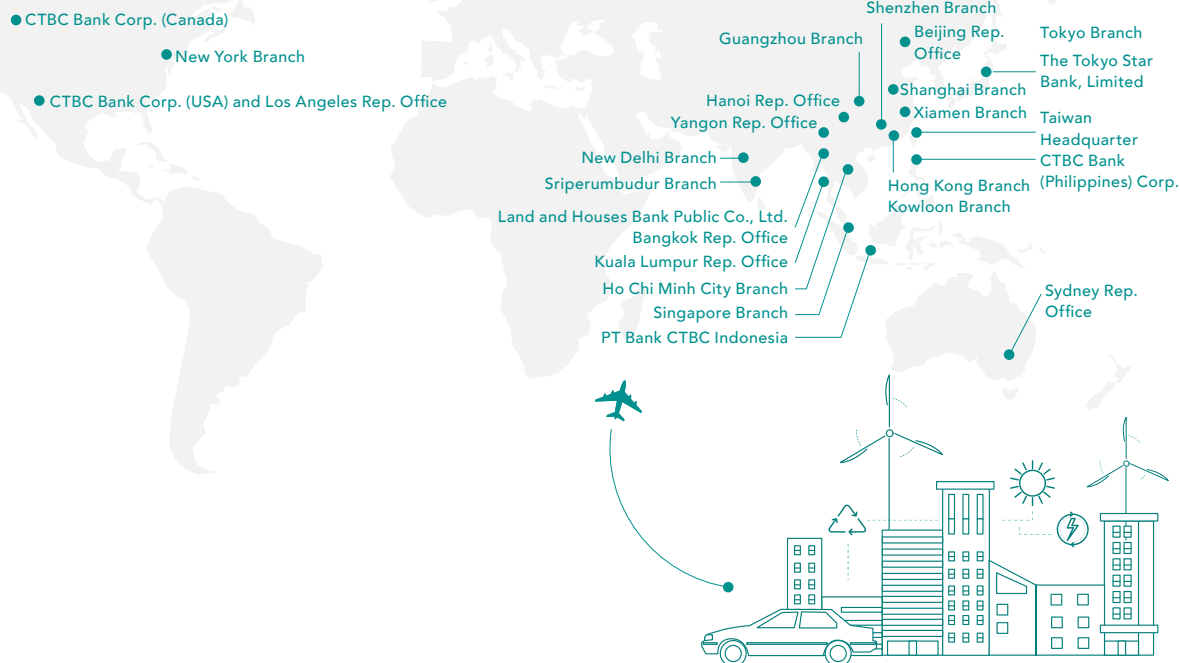 CTBC Bank Corp. (Canada)
New York Branch
CTBC Bank Corp. (USA) and Los Angeles Rep. Office
Shenzhen Branch
Guangzhou Branch
Beijing Rep.
Office
Tokyo Branch
The Tokyo Star
Bank, Limited
Shanghai Branch
Hanoi Rep. Office
Xiamen Branch
Yangon Rep. Office
Taiwan
Headquarter
New Delhi Branch
CTBC Bank
(Philippines) Corp.
Sriperumbudur Branch
Hong Kong Branch
Kowloon Branch
Land and Houses Bank Public Co., Ltd.
Bangkok Rep. Office
Kuala Lumpur Rep. Office
Ho Chi Minh City Branch
Singapore Branch
PT Bank CTBC Indonesia
Sydney Rep.
Office